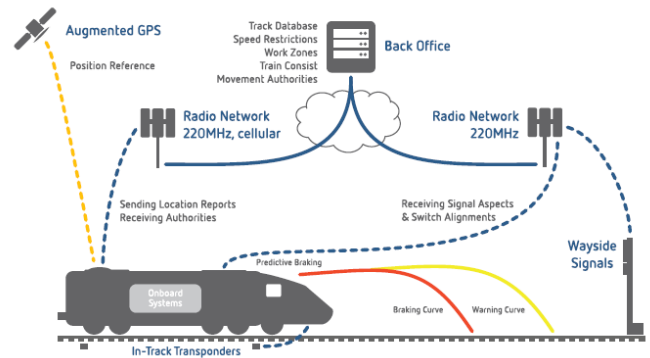 Augmented GPS
Position Reference
Track Database
Speed Restrictions
Work Zones
Train Consist
Movement Authorities
Back Office
Radio Network
220MHz, cellular
Radio Network
220MHz
Sending Location Reports
Receiving Authorities
Receiving Signal Aspects
& Switch Alignments
Wayside
Signals
Predictive Braking
Onboard
Systems
Braking Curve
Warning Curve
In-Track Transponders